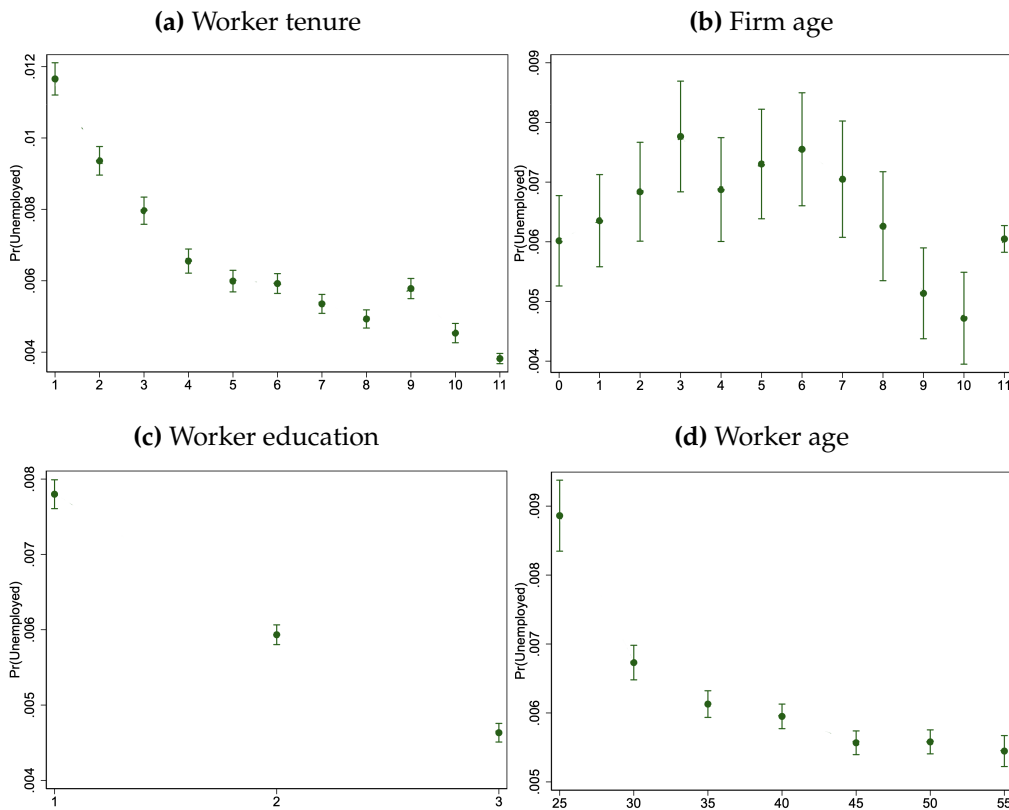 (a) Worker tenure
Pr(Unemployed)
.012
.01
.008
.006
.004
1 2 3 4 5 6 7 8 9 10 11
(b) Firm age
Pr(Unemployed)
.009
.008
.007
.006
.005
.004
0 1 2 3 4 5 6 7 8 9 10 11
(c) Worker education
Pr(Unemployed)
.008
.007
.006
.005
.004
1 2 3
(d) Worker age
Pr(Unemployed)
.009
.008
.007
.006
.005
25 30 35 40 45 50 55